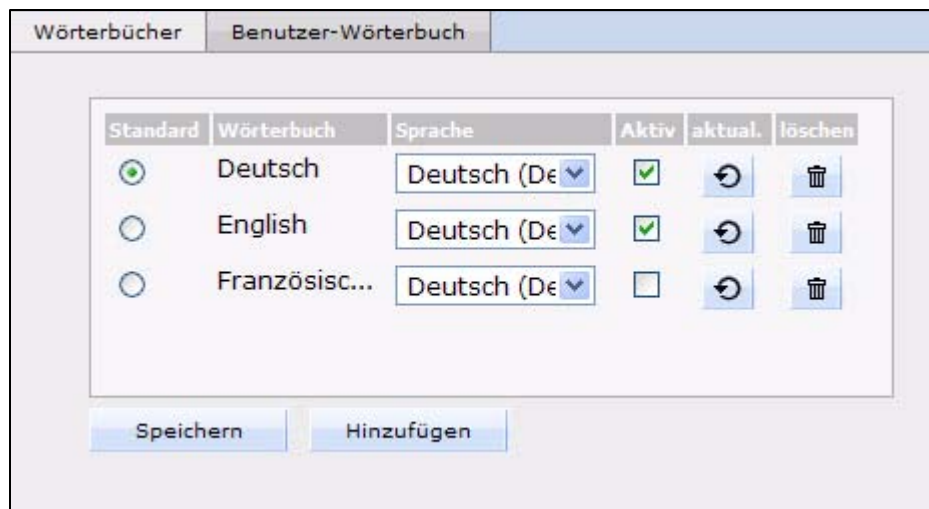 Wörterbücher Benutzer-Wörterbuch
Standard Wörterbuch Sprache Aktiv aktual. löschen
Deutsch Deutsch (De
English Deutsch (De
Französisc... Deutsch (De
Speichern Hinzufügen